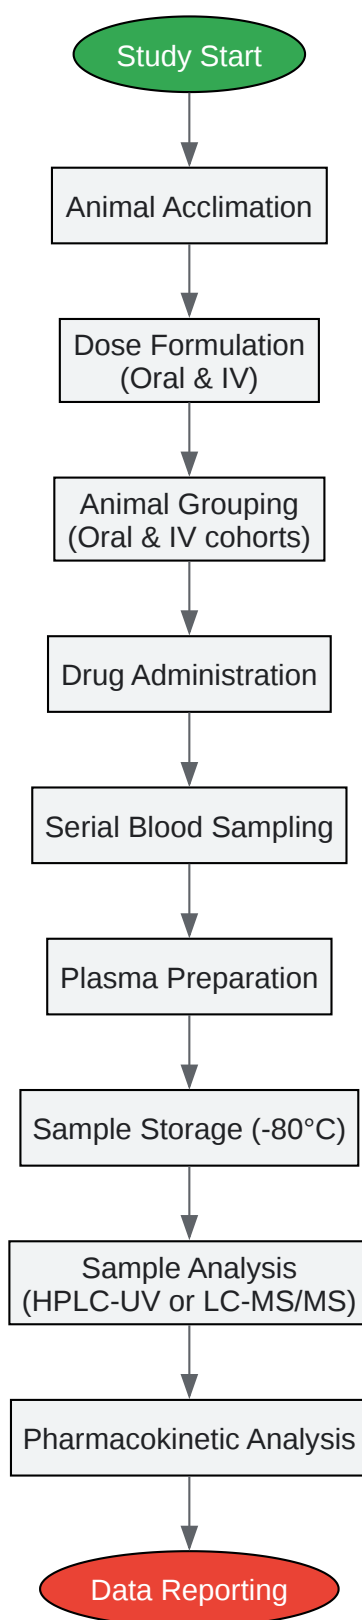 Study Start
Animal Acclimation
Dose Formulation
(Oral & IV)
Animal Grouping
(Oral & IV cohorts)
Drug Administration
Serial Blood Sampling
Plasma Preparation
Sample Storage (-80°C)
Sample Analysis
(HPLC-UV or LC-MS/MS)
Pharmacokinetic Analysis
Data Reporting